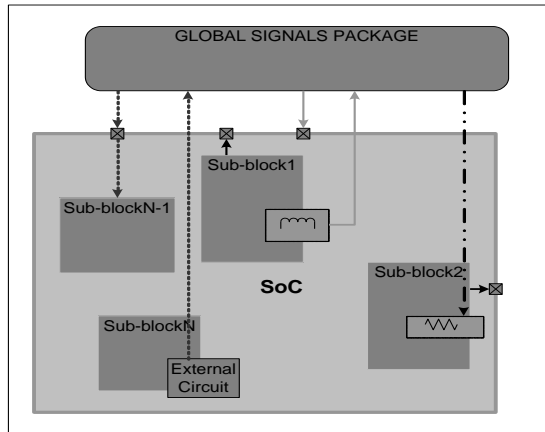 GLOBAL SIGNALS PACKAGE
Sub-block1
Sub-blockN-1
Sub-block2
SoC
Sub-blockN
External
Circuit